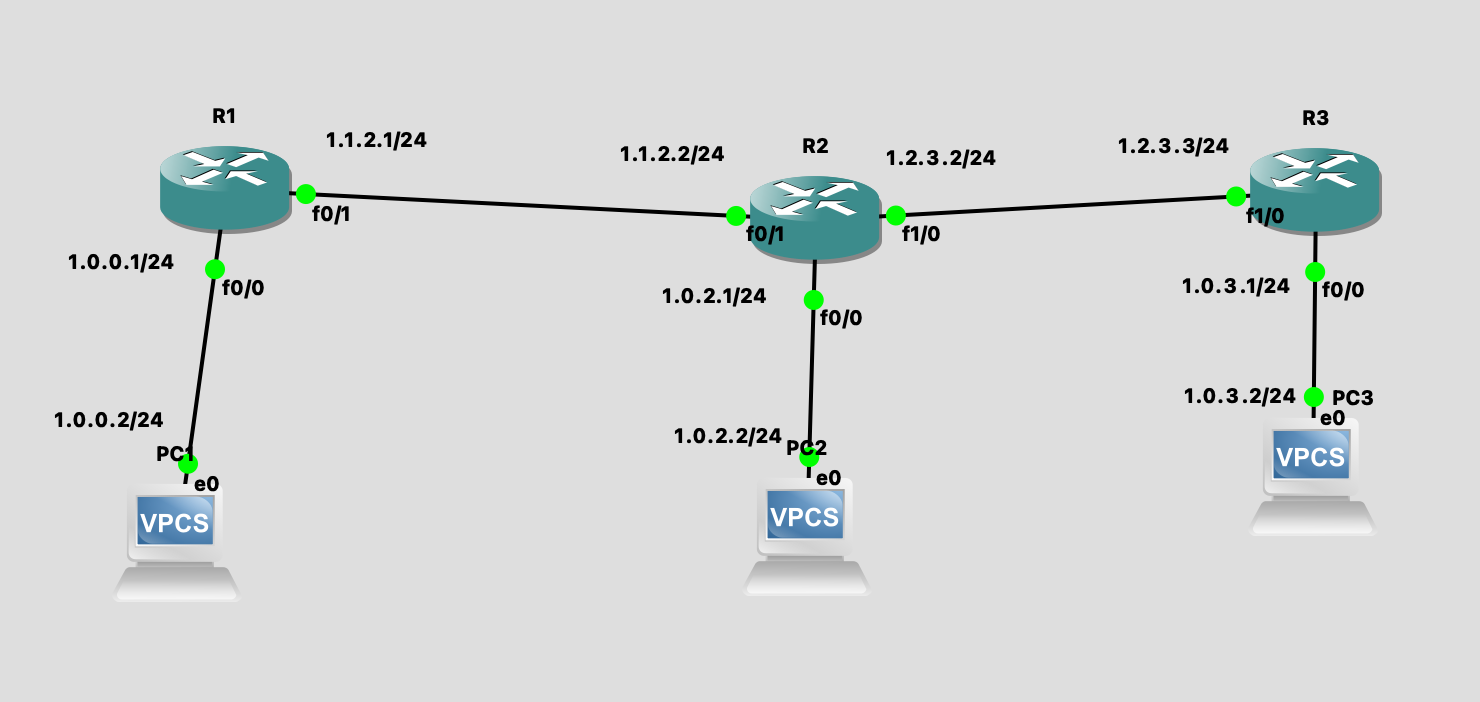 R1
R3
1.1.2.1/24
R2
1.2.3.3/24
1.1.2.2/24
1.2.3.2/24
f0/1
f1/0
f0/1
f1/0
1.0.0.1/24
f0/0
1.0.3.1/24
f0/0
1.0.2.1/24
f0/0
1.0.3.2/24
PC3
e0
1.0.0.2/24
1.0.2.2/24
PC2
PC1
VPCS
e0
e0
VPCS
VPCS